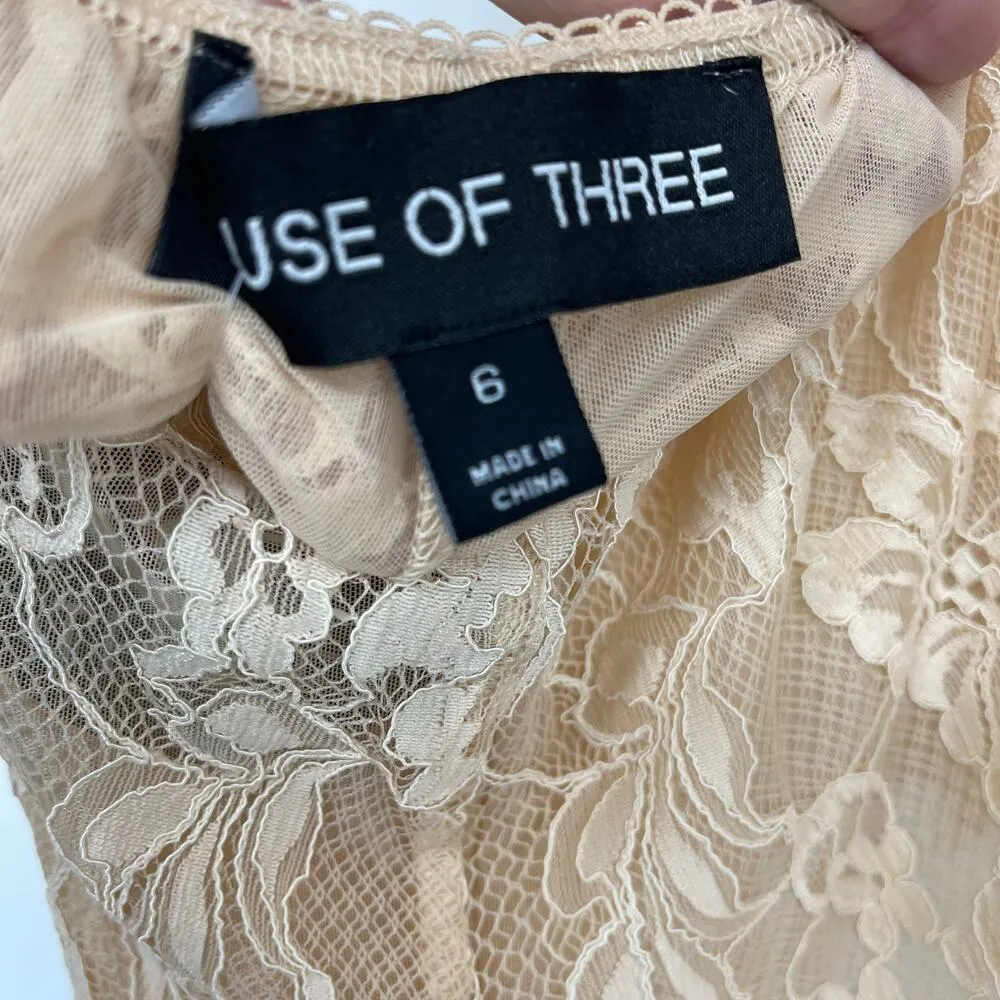 USE OF THREE
6
MADE IN
CHINA